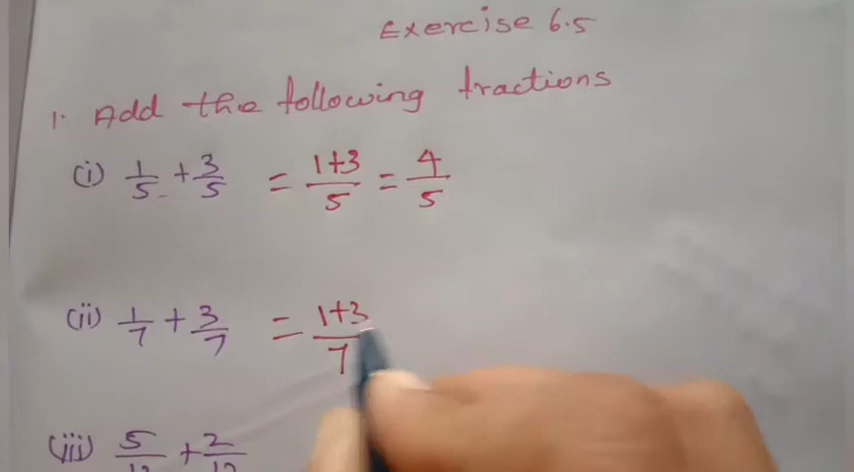 Exercise 6.5
1. Add the following fractions
(i) 1/5 + 3/5 = 1+3/5 = 4/5
(ii) 1/7 + 3/7 = 1+3/7
(iii) 5/ + 2/